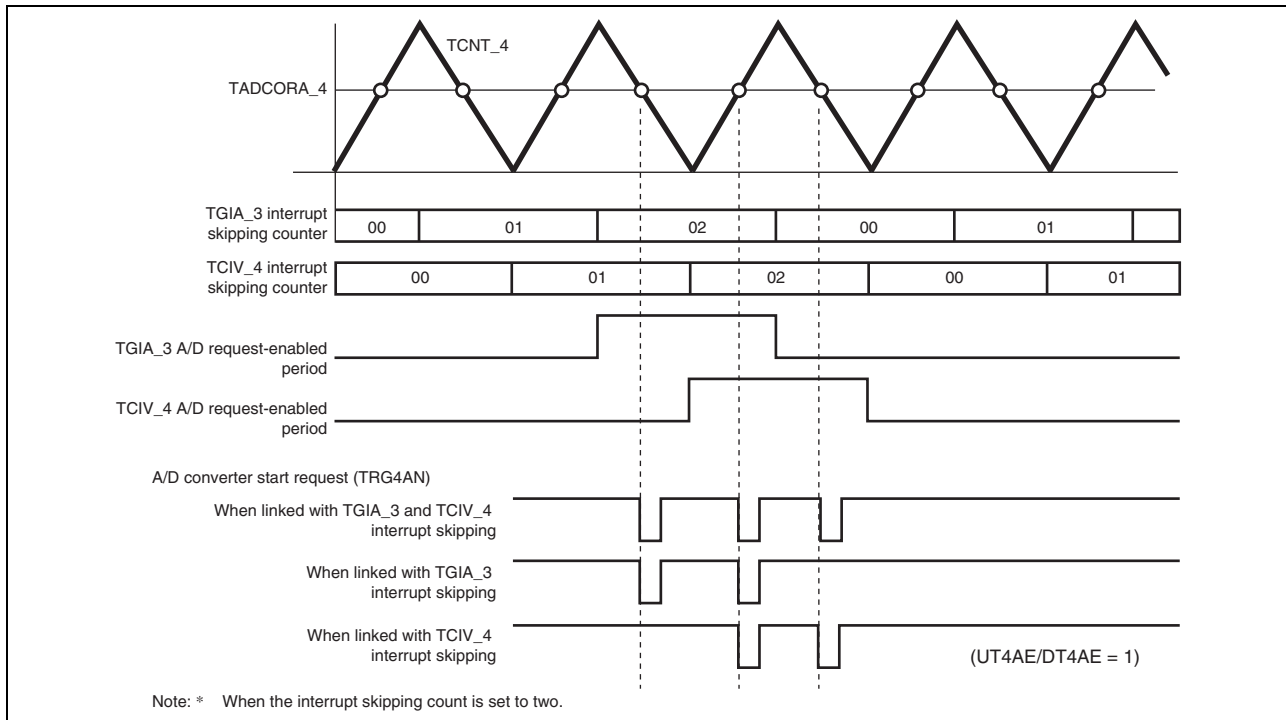 TCNT_4
TADCORA_4
TGIA_3 interrupt
skipping counter
00 01 02 00 01
TCIV_4 interrupt
skipping counter
00 01 02 00 01
TGIA_3 A/D request-enabled
period
TCIV_4 A/D request-enabled
period
A/D converter start request (TRG4AN)
When linked with TGIA_3 and TCIV_4
interrupt skipping
When linked with TGIA_3
interrupt skipping
When linked with TCIV_4
interrupt skipping
(UT4AE/DT4AE = 1)
Note: * When the interrupt skipping count is set to two.